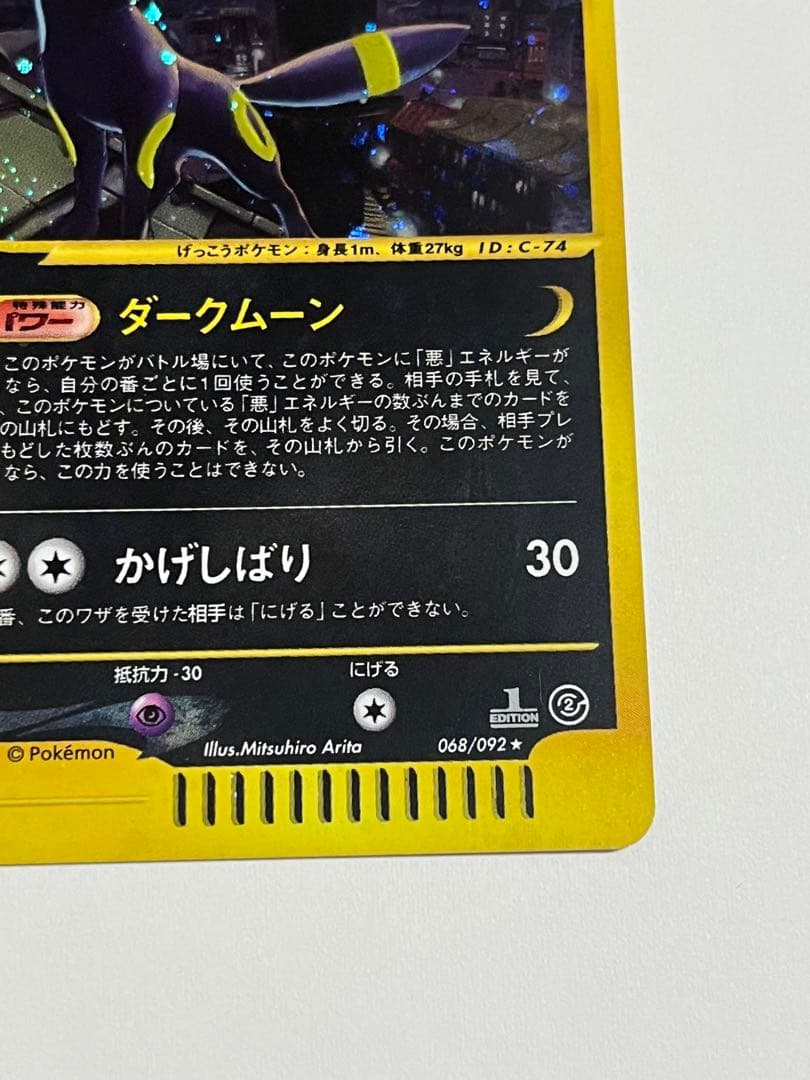 げっこうポケモン：身長1m、体重27kg ID：C-74
特殊能力
パワー ダークムーン
このポケモンがバトル場にいて、このポケモンに「悪」エネルギーが
なら、自分の番ごとに1回使うことができる。相手の手札を見て、
、このポケモンについている「悪」エネルギーの数ぶんまでのカードを
の山札にもどす。その後、その山札をよく切る。その場合、相手プレ
もどした枚数ぶんのカードを、その山札から引く。このポケモンが
なら、この力を使うことはできない。
かげしばり 30
番、このワザを受けた相手は「にげる」ことができない。
抵抗力 -30 にげる
1 EDITION 2
© Pokémon Illus.Mitsuhiro Arita 068/092★